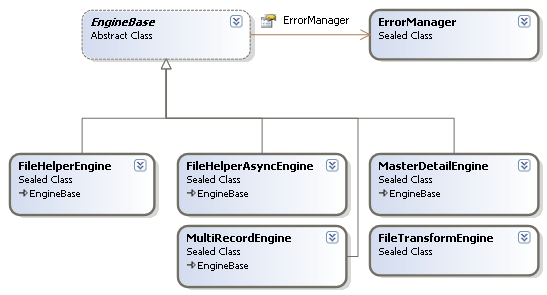 EngineBase
Abstract Class
ErrorManager
ErrorManager
Sealed Class
FileHelperEngine
Sealed Class
EngineBase
FileHelperAsyncEngine
Sealed Class
EngineBase
MasterDetailEngine
Sealed Class
EngineBase
MultiRecordEngine
Sealed Class
EngineBase
FileTransformEngine
Sealed Class